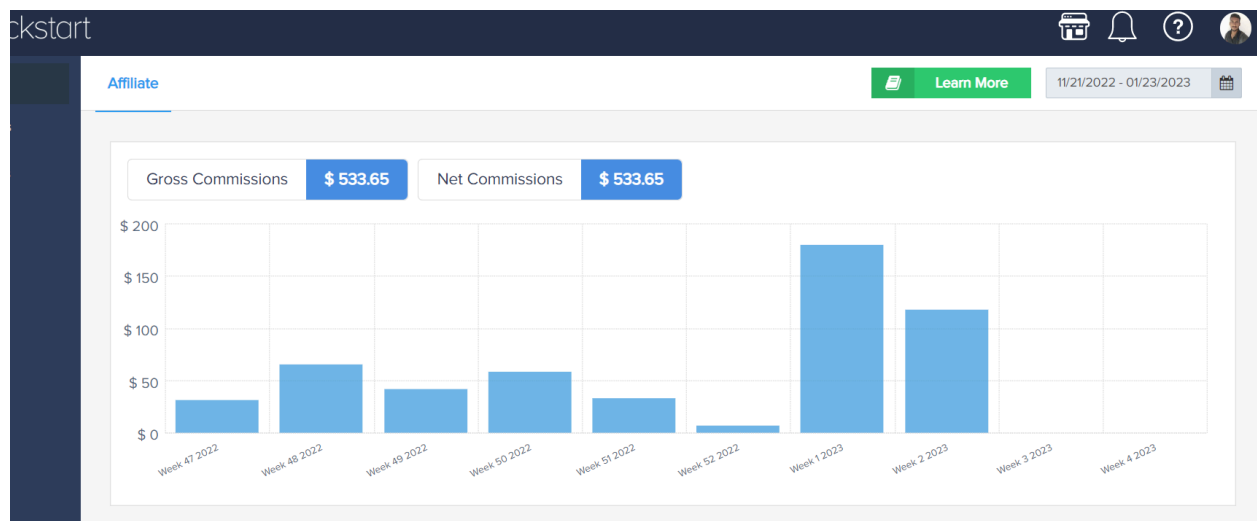 ckstart
Affiliate
Learn More
11/21/2022 - 01/23/2023
Gross Commissions $ 533.65 Net Commissions $ 533.65
$ 200
$ 150
$ 100
$ 50
$ 0
Week 47 2022 Week 48 2022 Week 49 2022 Week 50 2022 Week 51 2022 Week 52 2022 Week 1 2023 Week 2 2023 Week 3 2023 Week 4 2023